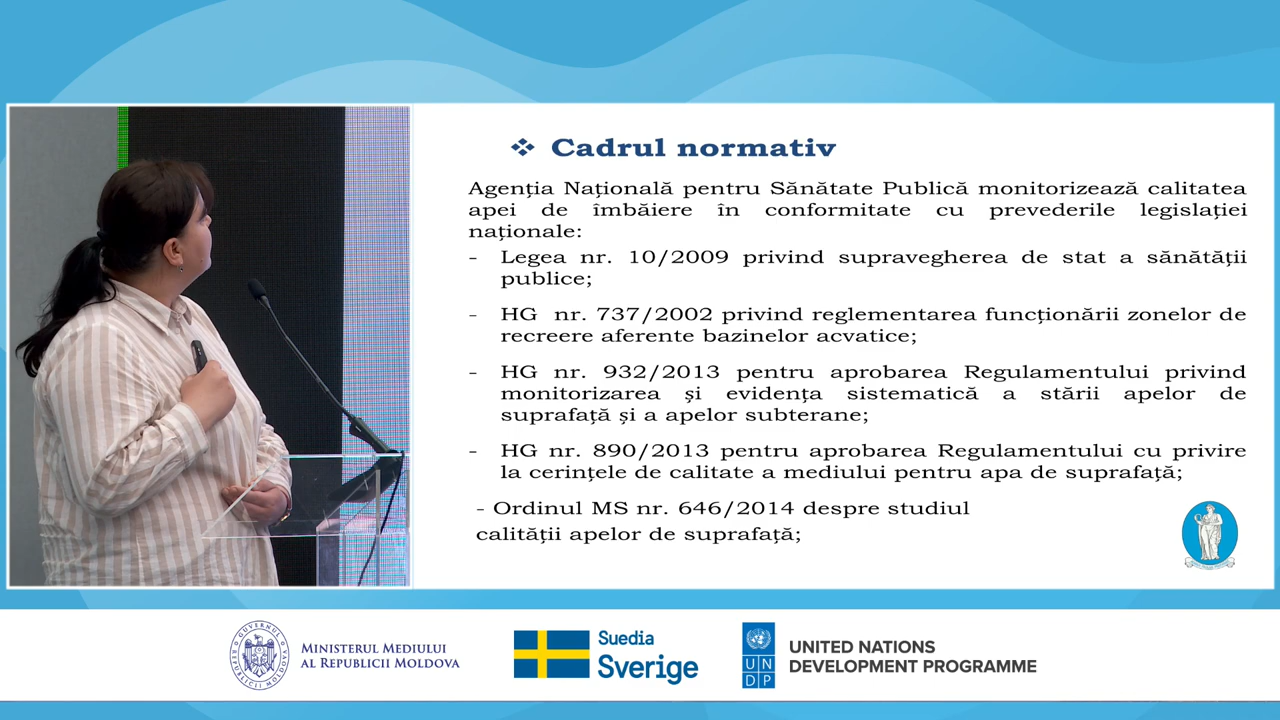 ❖ Cadrul normativ
Agenția Națională pentru Sănătate Publică monitorizează calitatea
apei de îmbăiere în conformitate cu prevederile legislației
naționale:
- Legea nr. 10/2009 privind supravegherea de stat a sănătății
publice;
- HG nr. 737/2002 privind reglementarea funcţionării zonelor de
recreere aferente bazinelor acvatice;
- HG nr. 932/2013 pentru aprobarea Regulamentului privind
monitorizarea şi evidența sistematică a stării apelor de
suprafață și a apelor subterane;
- HG nr. 890/2013 pentru aprobarea Regulamentului cu privire
la cerințele de calitate a mediului pentru apa de suprafață;
- Ordinul MS nr. 646/2014 despre studiul
calității apelor de suprafață;
GUVERNUL REPUBLICII MOLDOVA
MINISTERUL MEDIULUI
AL REPUBLICII MOLDOVA
Suedia
Sverige
UN
DP
UNITED NATIONS
DEVELOPMENT PROGRAMME